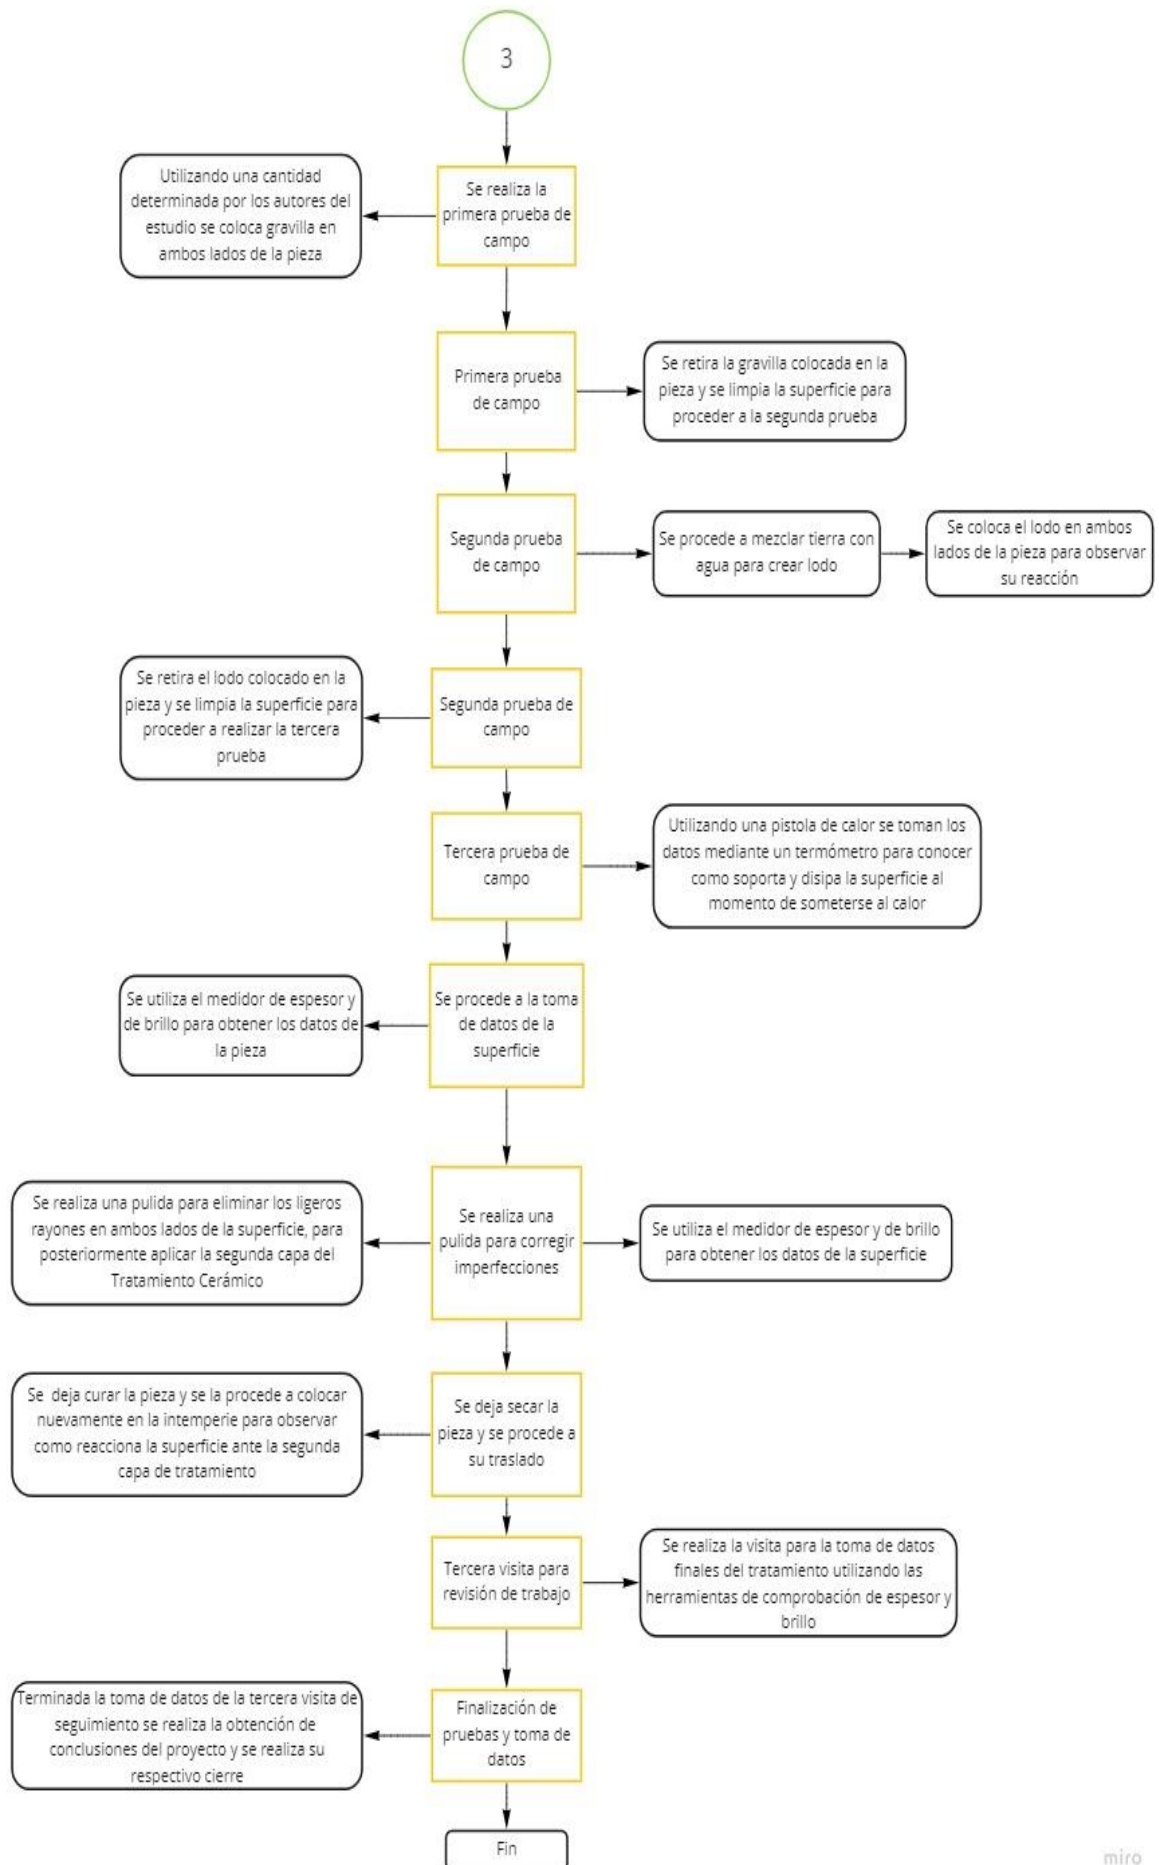 3
Utilizando una cantidad
determinada por los autores del
estudio se coloca gravilla en
ambos lados de la pieza
Se realiza la
primera prueba de
campo
Primera prueba
de campo
Se retira la gravilla colocada en la
pieza y se limpia la superficie para
proceder a la segunda prueba
Segunda prueba
de campo
Se procede a mezclar tierra con
agua para crear lodo
Se coloca el lodo en ambos
lados de la pieza para observar
su reacción
Se retira el lodo colocado en la
pieza y se limpia la superficie para
proceder a realizar la tercera
prueba
Segunda prueba de
campo
Tercera prueba de
campo
Utilizando una pistola de calor se toman los
datos mediante un termómetro para conocer
como soporta y disipa la superficie al
momento de someterse al calor
Se utiliza el medidor de espesor y
de brillo para obtener los datos de
la pieza
Se procede a la toma
de datos de la
superficie
Se realiza una pulida para eliminar los ligeros
rayones en ambos lados de la superficie, para
posteriormente aplicar la segunda capa del
Tratamiento Cerámico
Se realiza una
pulida para corregir
imperfecciones
Se utiliza el medidor de espesor y de brillo
para obtener los datos de la superficie
Se deja curar la pieza y se la procede a colocar
nuevamente en la intemperie para observar
como reacciona la superficie ante la segunda
capa de tratamiento
Se deja secar la
pieza y se procede a
su traslado
Tercera visita para
revisión de trabajo
Se realiza la visita para la toma de datos
finales del tratamiento utilizando las
herramientas de comprobación de espesor y
brillo
Terminada la toma de datos de la tercera visita de
seguimiento se realiza la obtención de
conclusiones del proyecto y se realiza su
respectivo cierre
Finalización de
pruebas y toma de
datos
Fin
miro